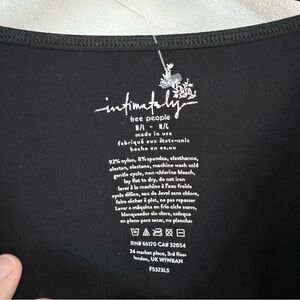 intimately
free people
M/L - M/G
made in usa
fabriqué aux états-unis
hecho en ee.uu
92% nylon, 8% spandex, elasthanne,
elastan, elastano, machine wash cold
gentle cycle, non-chlorine bleach,
lay flat to dry, do not iron
laver à la machine à l'eau froide
cycle délicat, eau de Javel sans chlore,
faire sécher à plat, ne pas repasser
Lavar a máquina en frío ciclo suave,
blanqueador sin cloro, coloque
en plano para secar, no planchar.
RN# 66170 CA# 32054
24 market place, 3rd floor
london, UK W1W8AN